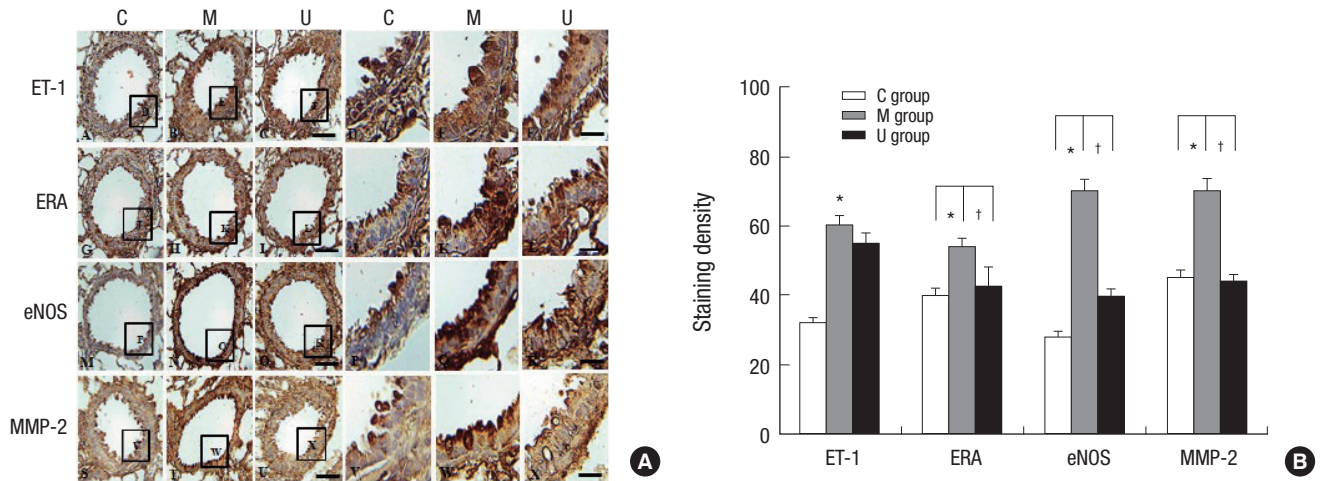 C M U C M U
ET-1
A B C D E F
ERA
G H I J K L
eNOS
M N O P Q R
MMP-2
S T U V W X
A
Staining density
100
80
60
40
20
0
C group
M group
U group
*
* †
* †
* †
ET-1 ERA eNOS MMP-2
B